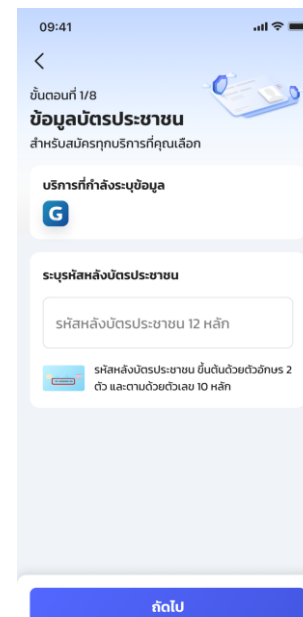 09:41
ขั้นตอนที่ 1/8
ข้อมูลบัตรประชาชน
สำหรับสมัครทุกบริการที่คุณเลือก
บริการที่กำลังระบุข้อมูล
G
ระบุรหัสหลังบัตรประชาชน
รหัสหลังบัตรประชาชน 12 หลัก
รหัสหลังบัตรประชาชน ขึ้นต้นด้วยตัวอักษร 2
ตัว และตามด้วยตัวเลข 10 หลัก
ถัดไป